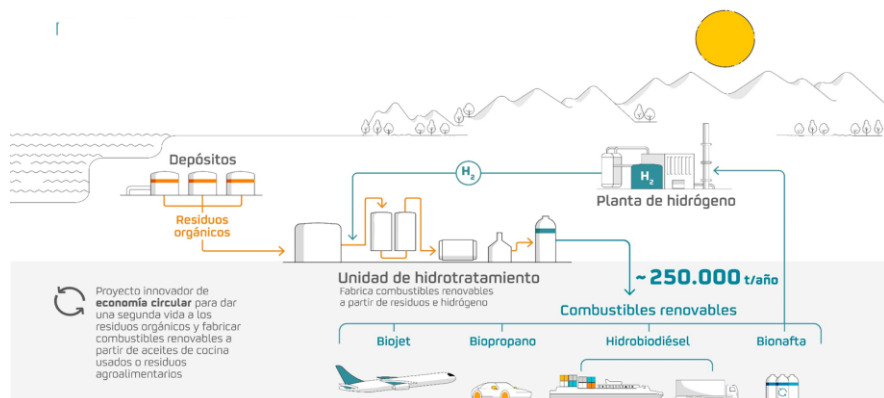 Depósitos
Residuos
orgánicos
H2
H2
Planta de hidrógeno
Unidad de hidrotratamiento
Fabrica combustibles renovables
a partir de residuos e hidrógeno
~ 250.000 t/año
Combustibles renovables
Proyecto innovador de
economía circular para dar
una segunda vida a los
residuos orgánicos y fabricar
combustibles renovables a
partir de aceites de cocina
usados o residuos
agroalimentarios
Biojet
Biopropano
Hidrobiodiésel
Bionafta